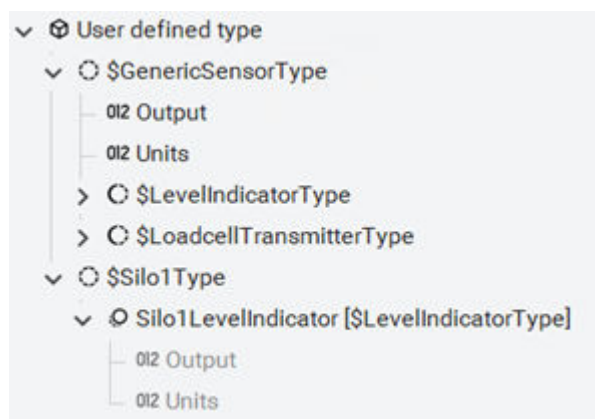 User defined type
$GenericSensorType
012 Output
012 Units
$LevelIndicatorType
$LoadcellTransmitterType
$Silo1Type
Silo1LevelIndicator [$LevelIndicatorType]
012 Output
012 Units